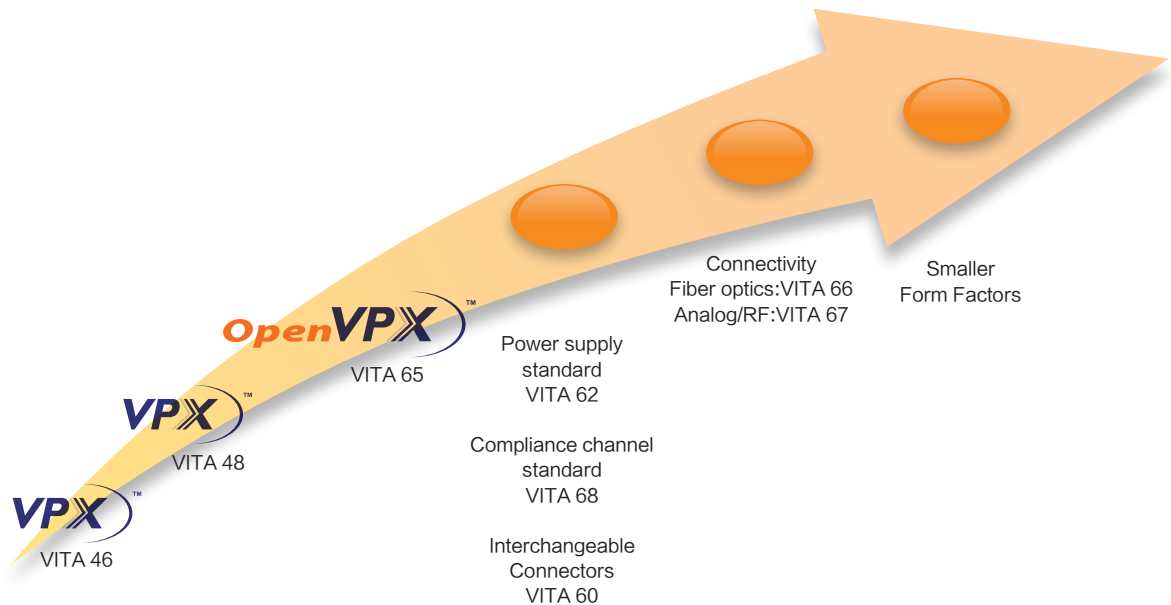 VPX™
VITA 46
VPX™
VITA 48
OpenVPX™
VITA 65
Power supply
standard
VITA 62
Compliance channel
standard
VITA 68
Interchangeable
Connectors
VITA 60
Connectivity
Fiber optics:VITA 66
Analog/RF:VITA 67
Smaller
Form Factors